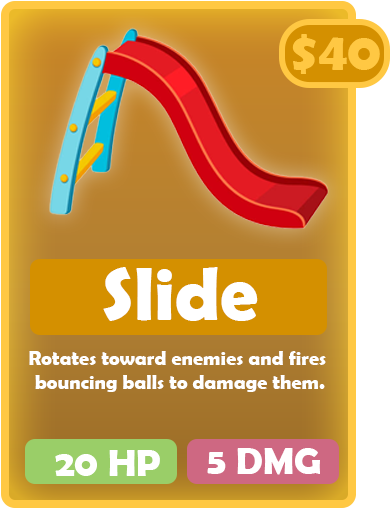 $40
Slide
Rotates toward enemies and fires
bouncing balls to damage them.
20 HP
5 DMG